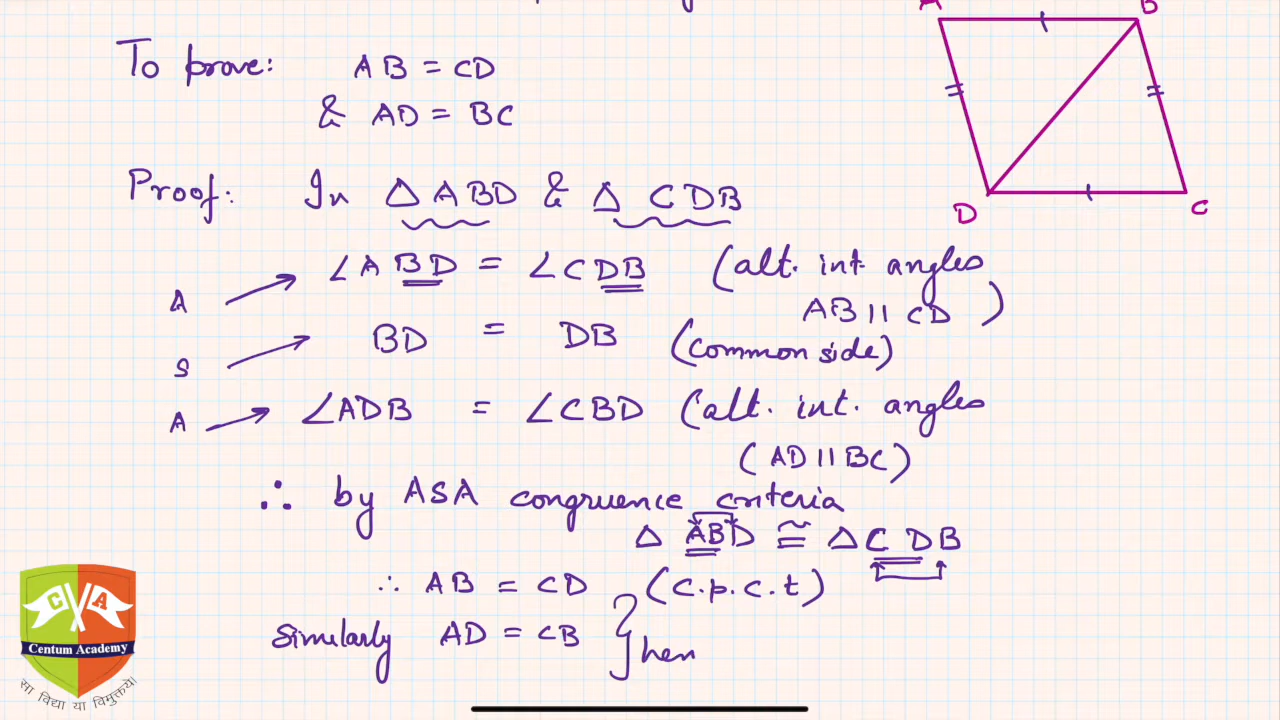 A B
To prove: AB = CD
& AD = BC
D C
Proof: In △ ABD & △ CDB
∠ABD = ∠CDB (alt. int angles
A AB || CD )
S BD = DB (common side)
A ∠ADB = ∠CBD (alt. int. angles
(AD || BC)
∴ by ASA congruence criteria
△ ABD ≅ △ CDB
∴ AB = CD (C.p.c.t)
Similarly AD = CB } hen
C A
Centum Academy
सा विद्या या विमुक्तये।